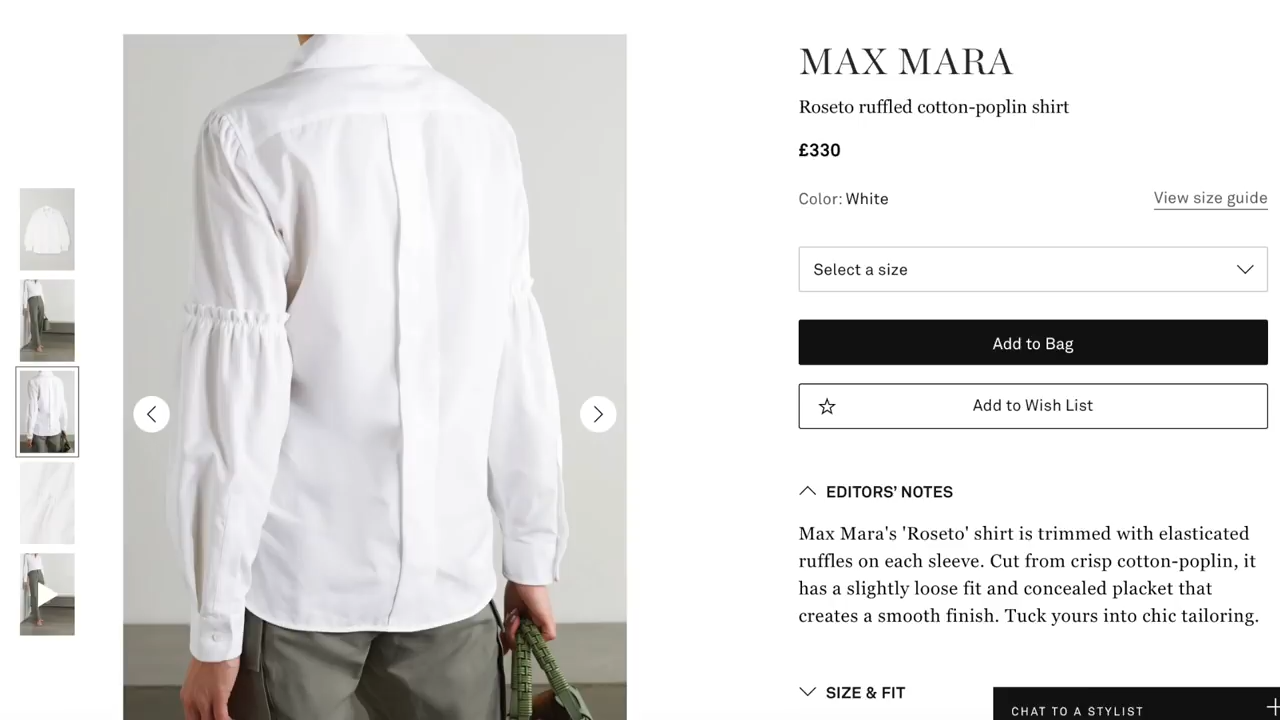 MAX MARA
Roseto ruffled cotton-poplin shirt
£330
Color: White
View size guide
Select a size
Add to Bag
Add to Wish List
EDITORS’ NOTES
Max Mara's 'Roseto' shirt is trimmed with elasticated
ruffles on each sleeve. Cut from crisp cotton-poplin, it
has a slightly loose fit and concealed placket that
creates a smooth finish. Tuck yours into chic tailoring.
SIZE & FIT
CHAT TO A STYLIST